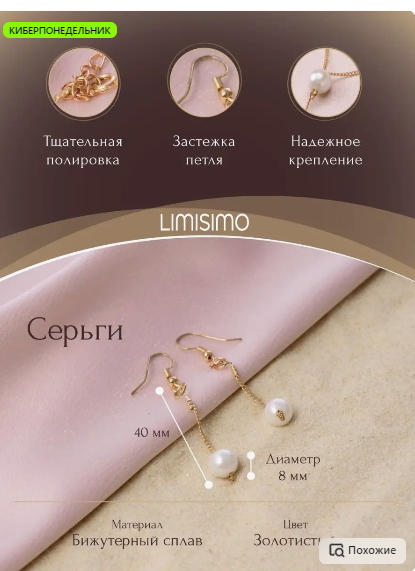 КИБЕРПОНЕДЕЛЬНИК
Тщательная
полировка
Застежка
петля
Надежное
крепление
LIMISIMO
Серьги
40 мм
Диаметр
8 мм
Материал
Бижутерный сплав
Цвет
Похожие